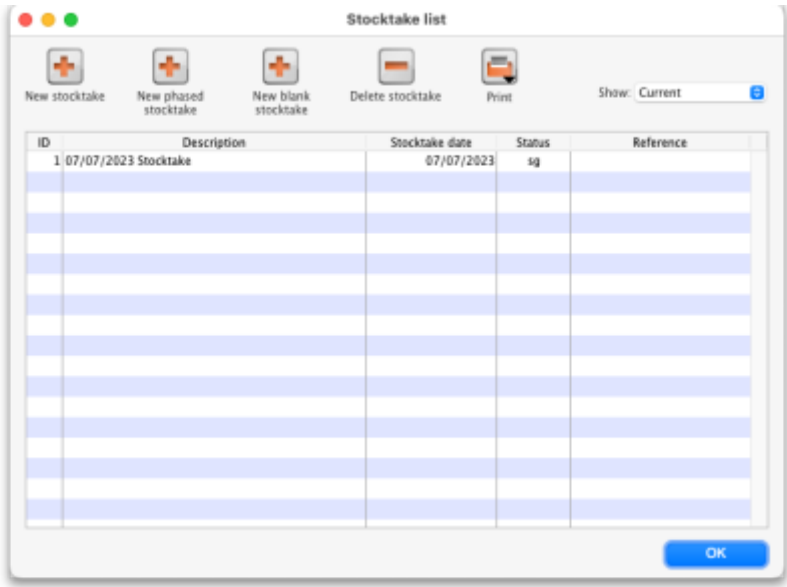 Stocktake list
New stocktake
New phased
stocktake
New blank
stocktake
Delete stocktake
Print
Show: Current
ID Description Stocktake date Status Reference
1 07/07/2023 Stocktake 07/07/2023 sg
OK